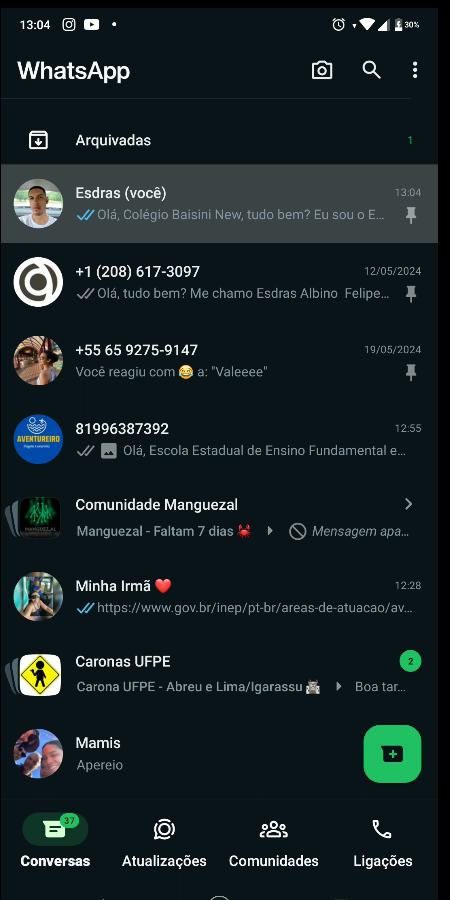 13:04
30%
WhatsApp
Arquivadas
1
Esdras (você)
13:04
Olá, Colégio Baisini New, tudo bem? Eu sou o E...
+1 (208) 617-3097
12/05/2024
Olá, tudo bem? Me chamo Esdras Albino Felipe...
+55 65 9275-9147
19/05/2024
Você reagiu com 😂 a: "Valeeee"
AVENTUREIRO
81996387392
12:55
Olá, Escola Estadual de Ensino Fundamental e...
MANGUEZAL
Comunidade Manguezal
Manguezal - Faltam 7 dias 🦀 Mensagem apa...
Minha Irmã ❤️
12:28
https://www.gov.br/inep/pt-br/areas-de-atuacao/av...
Caronas UFPE
2
Carona UFPE - Abreu e Lima/Igarassu Boa tar...
Mamis
Apereio
37
Conversas
Atualizações
Comunidades
Ligações